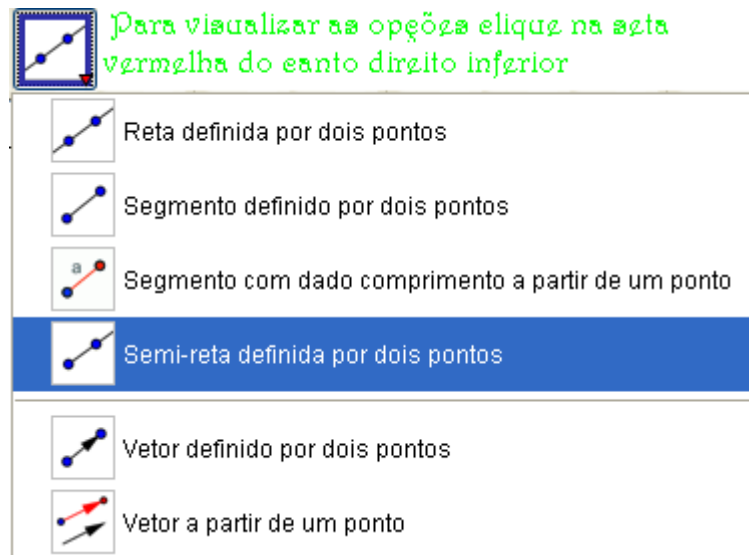 Para visualizar as opções clique na seta
vermelha do canto direito inferior
Reta definida por dois pontos
Segmento definido por dois pontos
a
Segmento com dado comprimento a partir de um ponto
Semi-reta definida por dois pontos
Vetor definido por dois pontos
Vetor a partir de um ponto